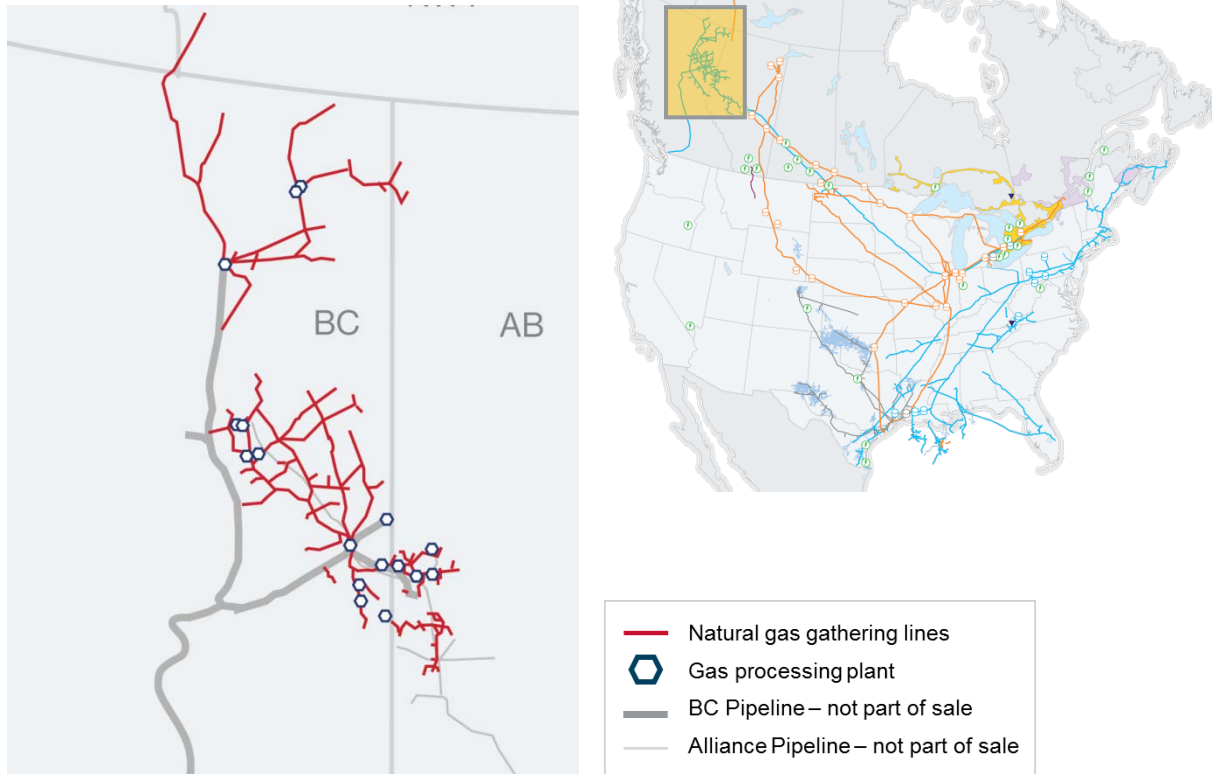 BC
AB
Natural gas gathering lines
Gas processing plant
BC Pipeline – not part of sale
Alliance Pipeline – not part of sale